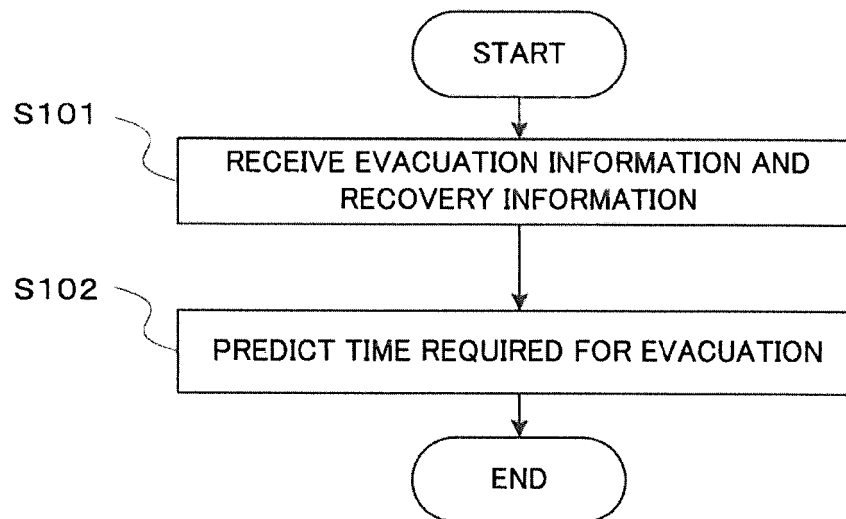 START
S101
RECEIVE EVACUATION INFORMATION AND
RECOVERY INFORMATION
S102
PREDICT TIME REQUIRED FOR EVACUATION
END